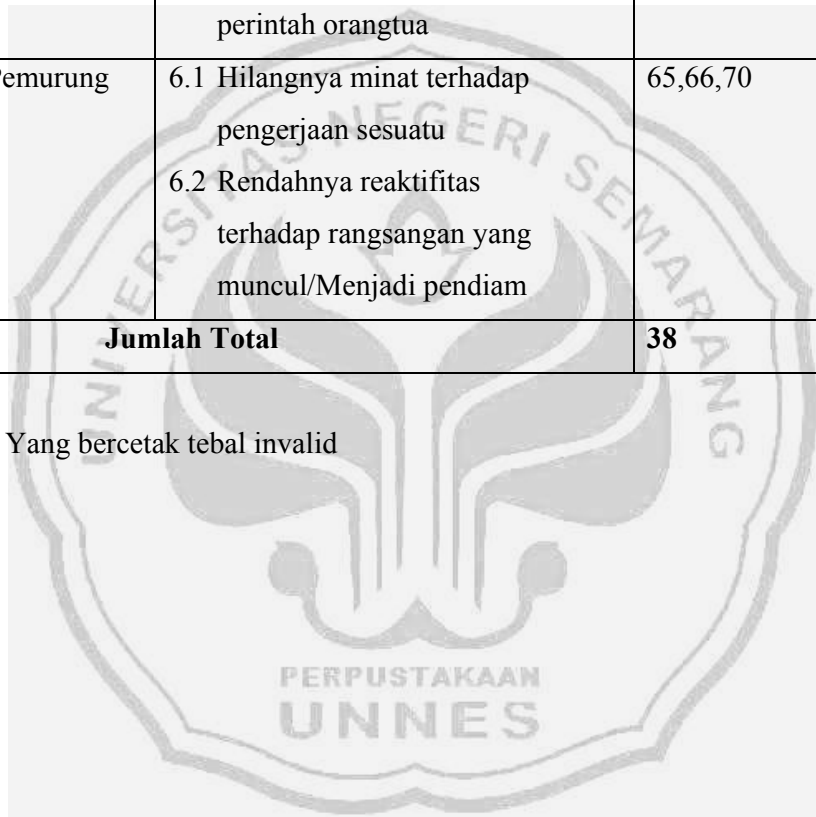 perintah orangtua
Pemurung 6.1 Hilangnya minat terhadap 65,66,70
pengerjaan sesuatu
6.2 Rendahnya reaktifitas
terhadap rangsangan yang
muncul/Menjadi pendiam
Jumlah Total 38
Yang bercetak tebal invalid
UNIVERSITAS NEGERI SEMARANG
PERPUSTAKAAN
UNNES